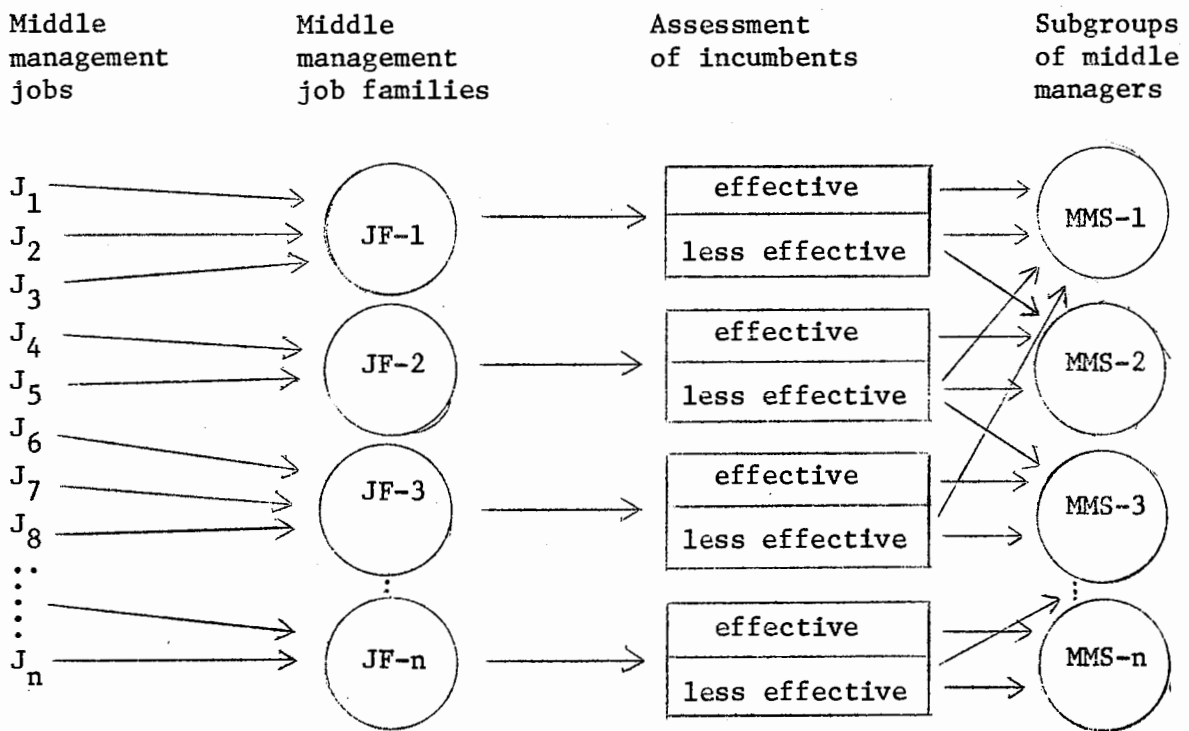 Middle
management
jobs
Middle
management
job families
Assessment
of incumbents
Subgroups
of middle
managers
J1
J2
J3
J4
J5
J6
J7
J8
Jn
JF-1
JF-2
JF-3
JF-n
effective
less effective
effective
less effective
effective
less effective
effective
less effective
MMS-1
MMS-2
MMS-3
MMS-n